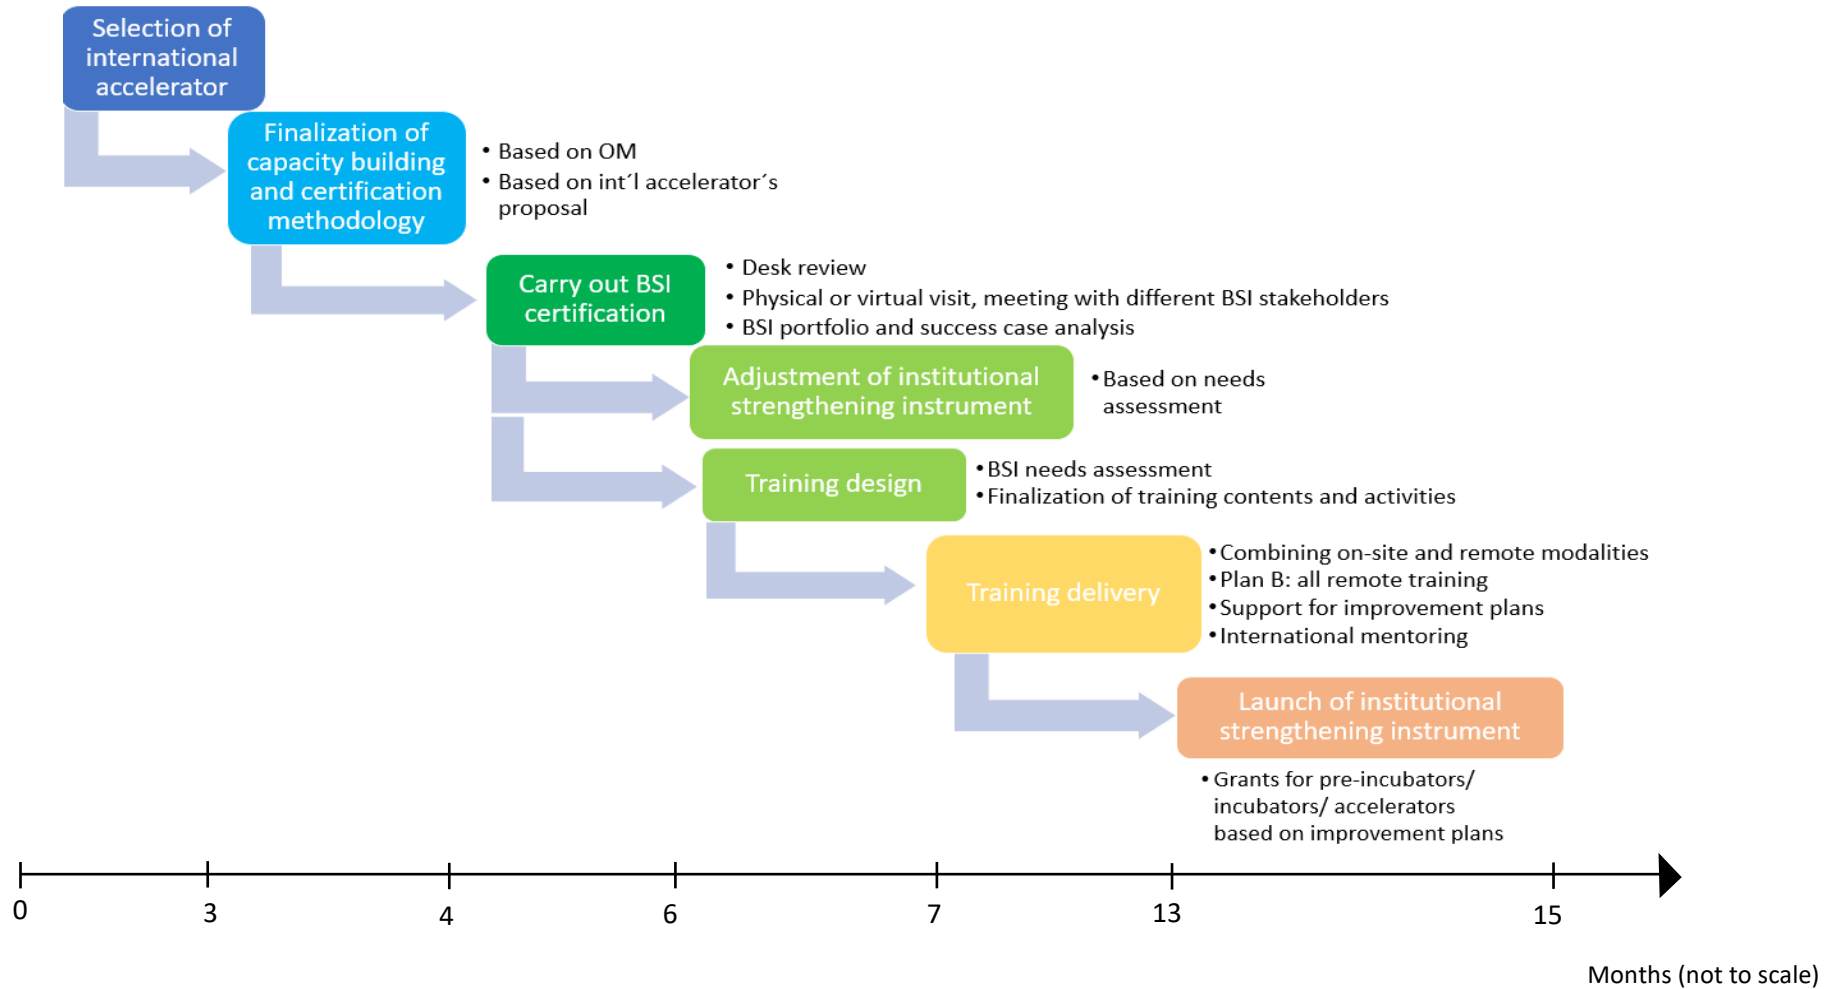 Selection of
international
accelerator
Finalization of
capacity building
and certification
methodology
• Based on OM
• Based on int´l accelerator´s
proposal
Carry out BSI
certification
• Desk review
• Physical or virtual visit, meeting with different BSI stakeholders
• BSI portfolio and success case analysis
Adjustment of institutional
strengthening instrument
• Based on needs
assessment
Training design
• BSI needs assessment
• Finalization of training contents and activities
Training delivery
• Combining on-site and remote modalities
• Plan B: all remote training
• Support for improvement plans
• International mentoring
Launch of institutional
strengthening instrument
• Grants for pre-incubators/
incubators/ accelerators
based on improvement plans
0 3 4 6 7 13 15
Months (not to scale)